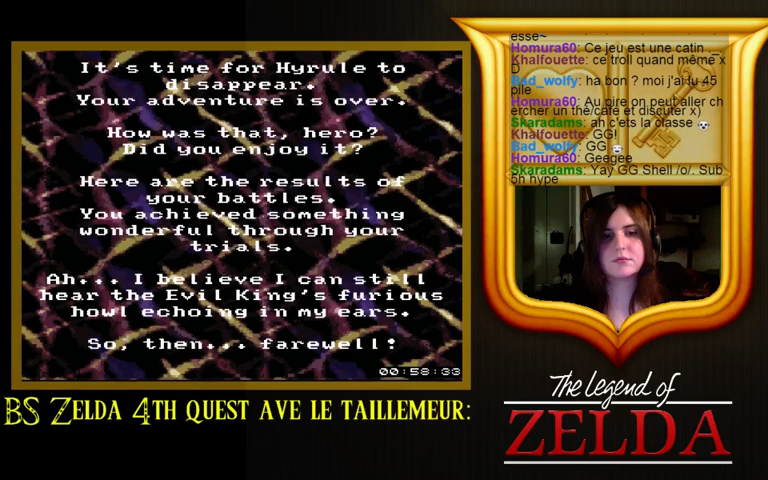 It's time for Hyrule to
disappear.
Your adventure is over.
How was that, hero?
Did you enjoy it?
Here are the results of
your battles.
You achieved something
wonderful through your
trials.
Ah... I believe I can still
hear the Evil King's furious
howl echoing in my ears.
So, then... farewell!
00:58:33
BS Zelda 4th quest ave le taillemeur:
esse~
Homura60: Ce jeu est une catin _
Khalfouette: ce troll quand même x
D
Bad_wolfy: ha bon ? moi j'ai lu 45
pile
Homura60: Au pire on peut aller ch
ercher un thé/café et discuter x)
Skaradams: ah c'ets la classe
Khalfouette: GG!
Bad_wolfy: GG
Homura60: Geegee
Skaradams: Yay GG Shell /o/. Sub
5h hype
The Legend of
ZELDA